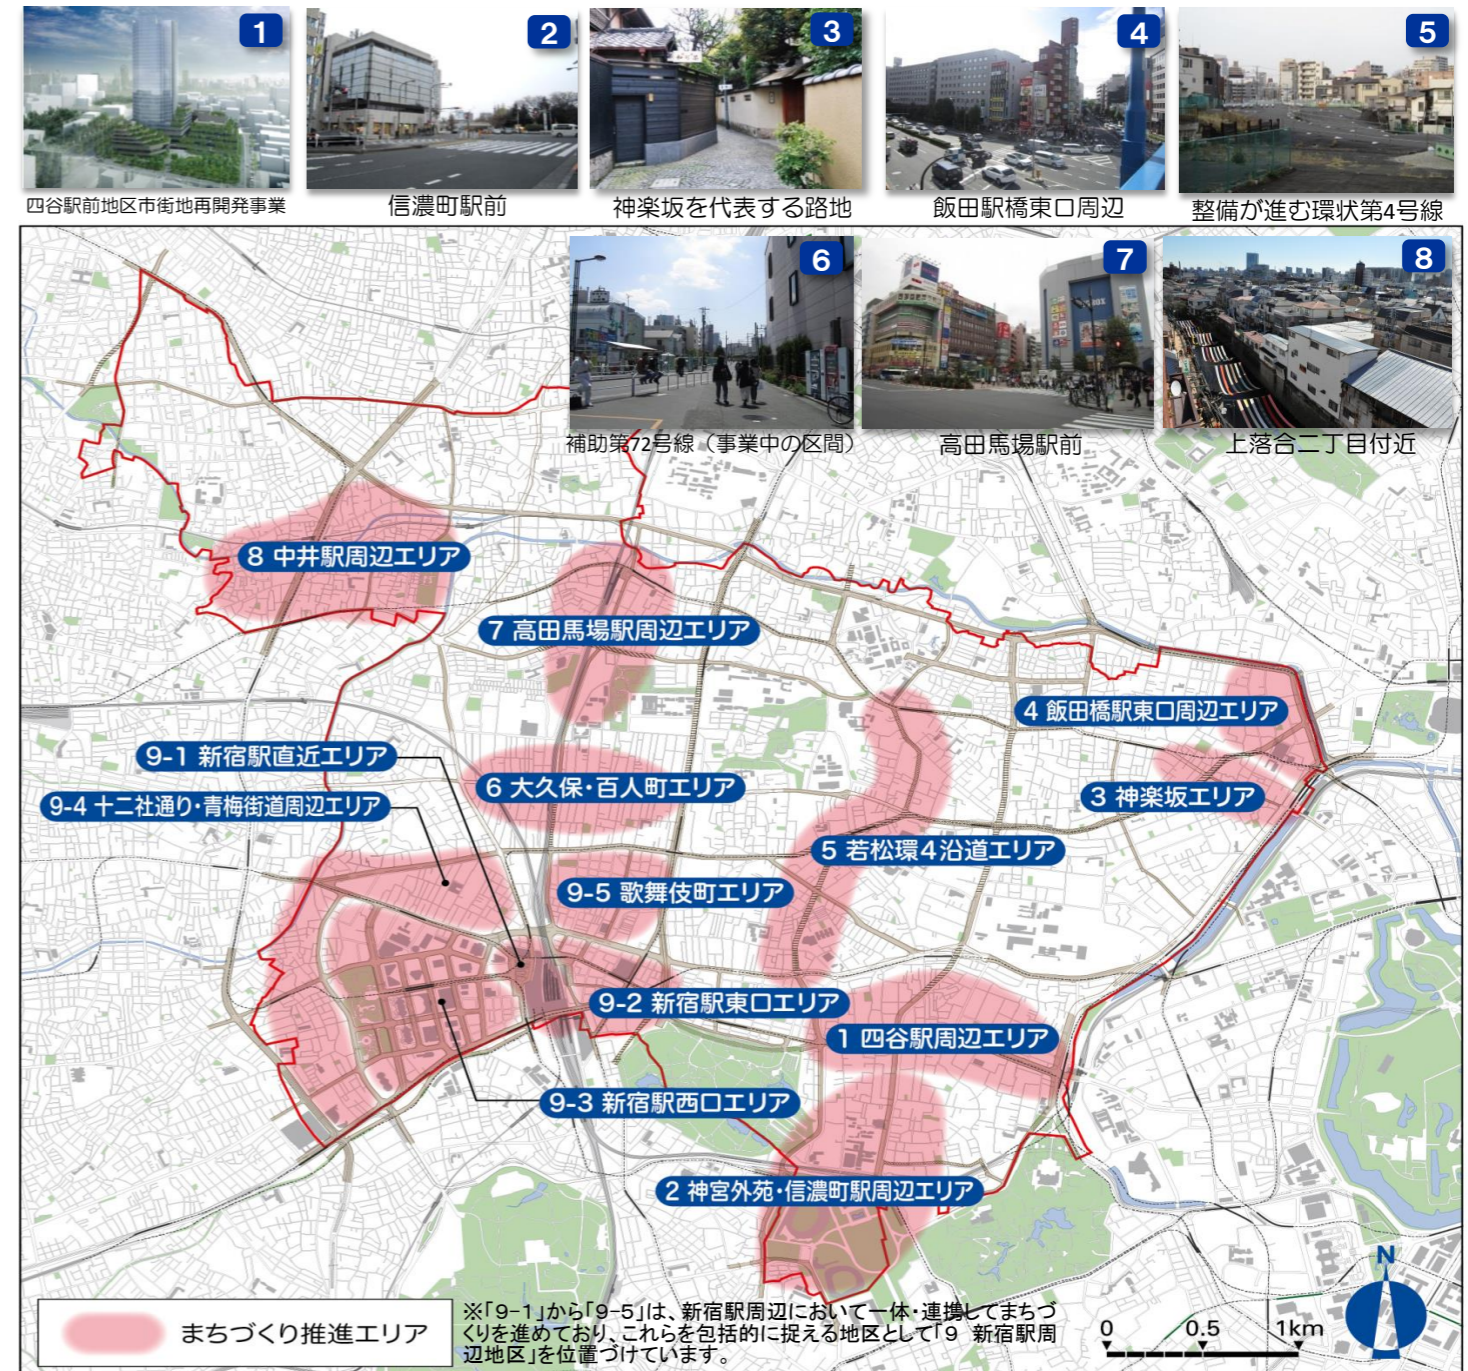 1
2
3
4
5
四谷駅前地区市街地再開発事業
信濃町駅前
神楽坂を代表する路地
飯田駅橋東口周辺
整備が進む環状第4号線
6
7
8
補助第72号線（事業中の区間）
高田馬場駅前
上落合二丁目付近
8 中井駅周辺エリア
7 高田馬場駅周辺エリア
4 飯田橋駅東口周辺エリア
9-1 新宿駅直近エリア
6 大久保・百人町エリア
3 神楽坂エリア
9-4 十二社通り・青梅街道周辺エリア
5 若松環4沿道エリア
9-5 歌舞伎町エリア
9-2 新宿駅東口エリア
1 四谷駅周辺エリア
9-3 新宿駅西口エリア
2 神宮外苑・信濃町駅周辺エリア
まちづくり推進エリア
※「9-1」から「9-5」は、新宿駅周辺において一体・連携してまちづ
くりを進めており、これらを包括的に捉える地区として「9 新宿駅周
辺地区」を位置づけています。
0 0.5 1km
N